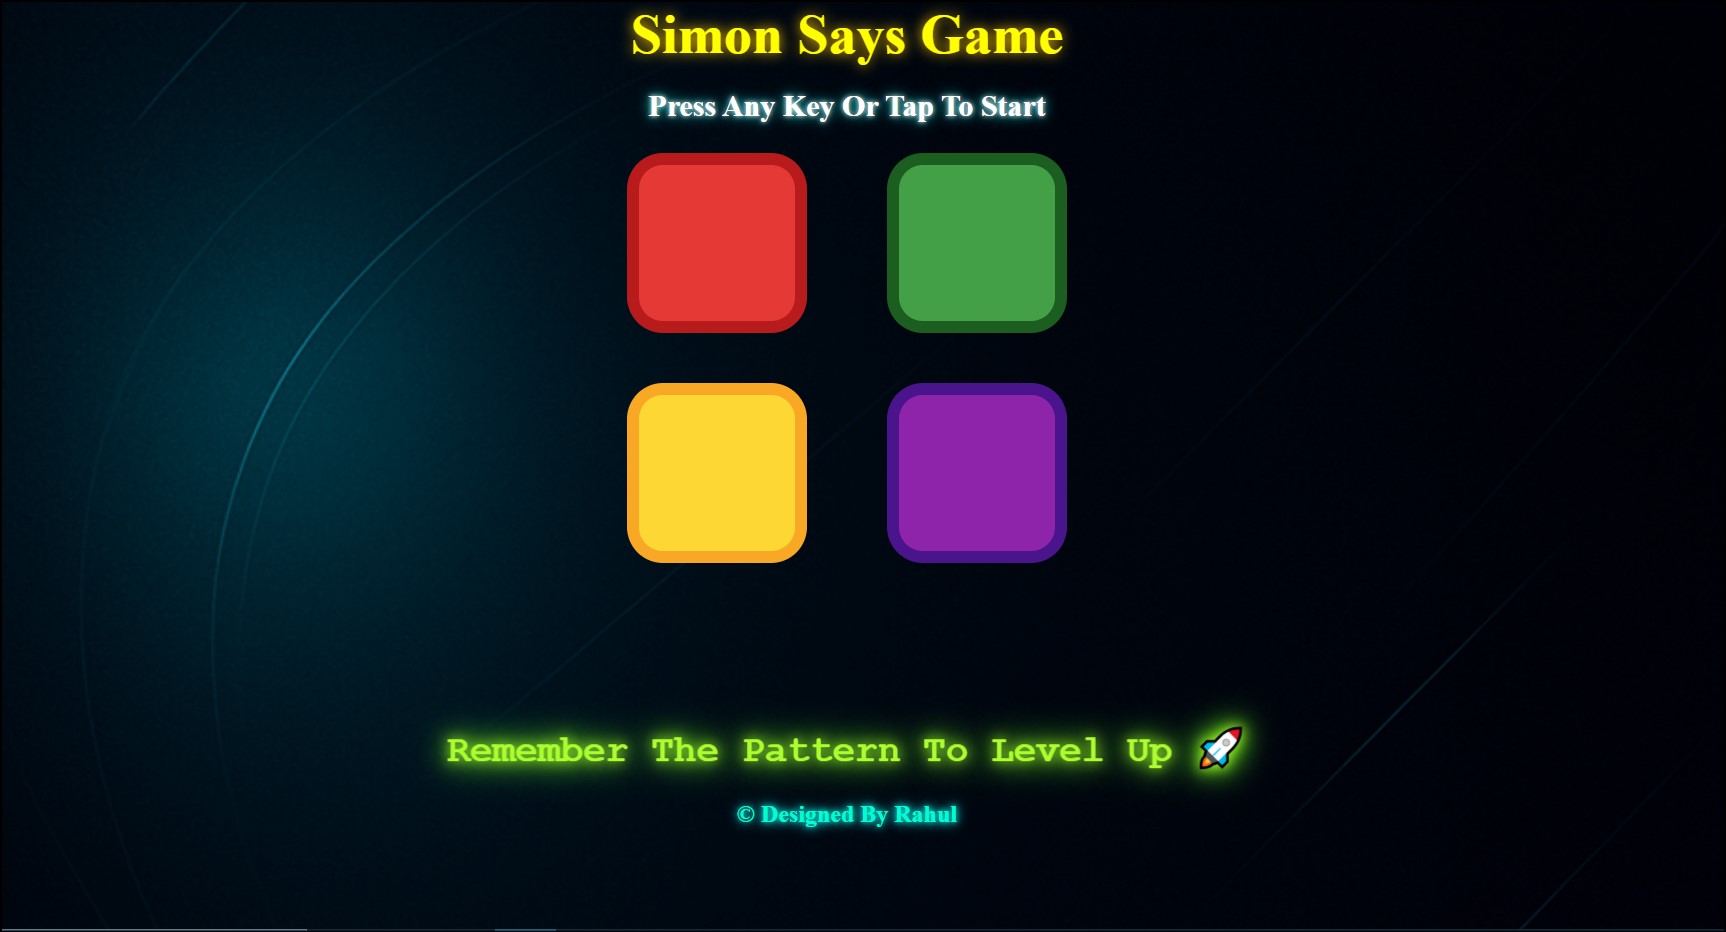 Simon Says Game
Press Any Key Or Tap To Start
Remember The Pattern To Level Up 🚀
© Designed By Rahul